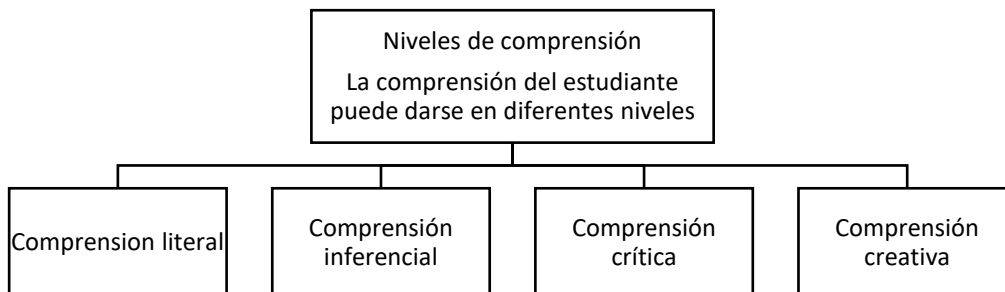 Niveles de comprensión
La comprensión del estudiante
puede darse en diferentes niveles
Comprension literal
Comprensión
inferencial
Comprensión
crítica
Comprensión
creativa